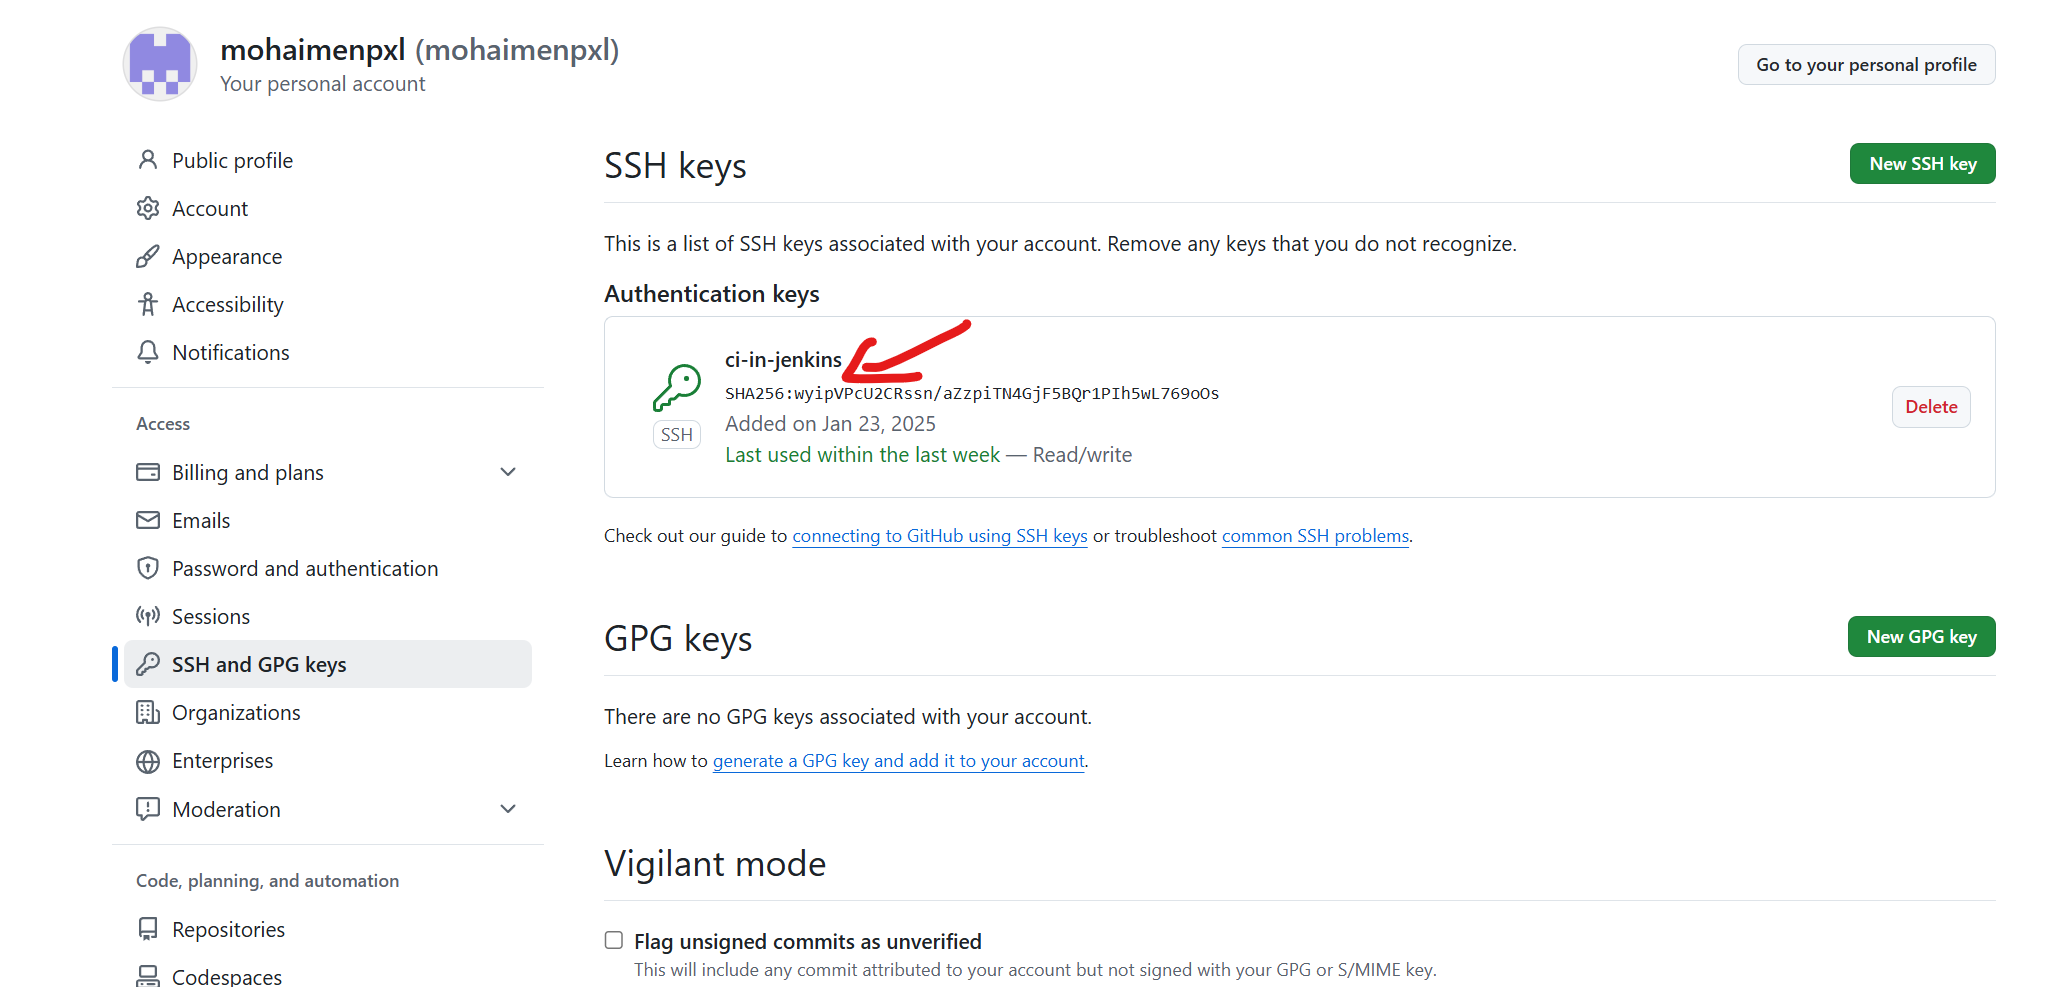 mohaimenpxl (mohaimenpxl)
Your personal account
Go to your personal profile
Public profile
Account
Appearance
Accessibility
Notifications
Access
Billing and plans
Emails
Password and authentication
Sessions
SSH and GPG keys
Organizations
Enterprises
Moderation
Code, planning, and automation
Repositories
Codespaces
SSH keys
New SSH key
This is a list of SSH keys associated with your account. Remove any keys that you do not recognize.
Authentication keys
ci-in-jenkins
SHA256:wyipVPcU2CRssn/aZzpiTN4GjF5BQr1PIh5wL769oOs
SSH
Added on Jan 23, 2025
Last used within the last week — Read/write
Delete
Check out our guide to connecting to GitHub using SSH keys or troubleshoot common SSH problems.
GPG keys
New GPG key
There are no GPG keys associated with your account.
Learn how to generate a GPG key and add it to your account.
Vigilant mode
Flag unsigned commits as unverified
This will include any commit attributed to your account but not signed with your GPG or S/MIME key.